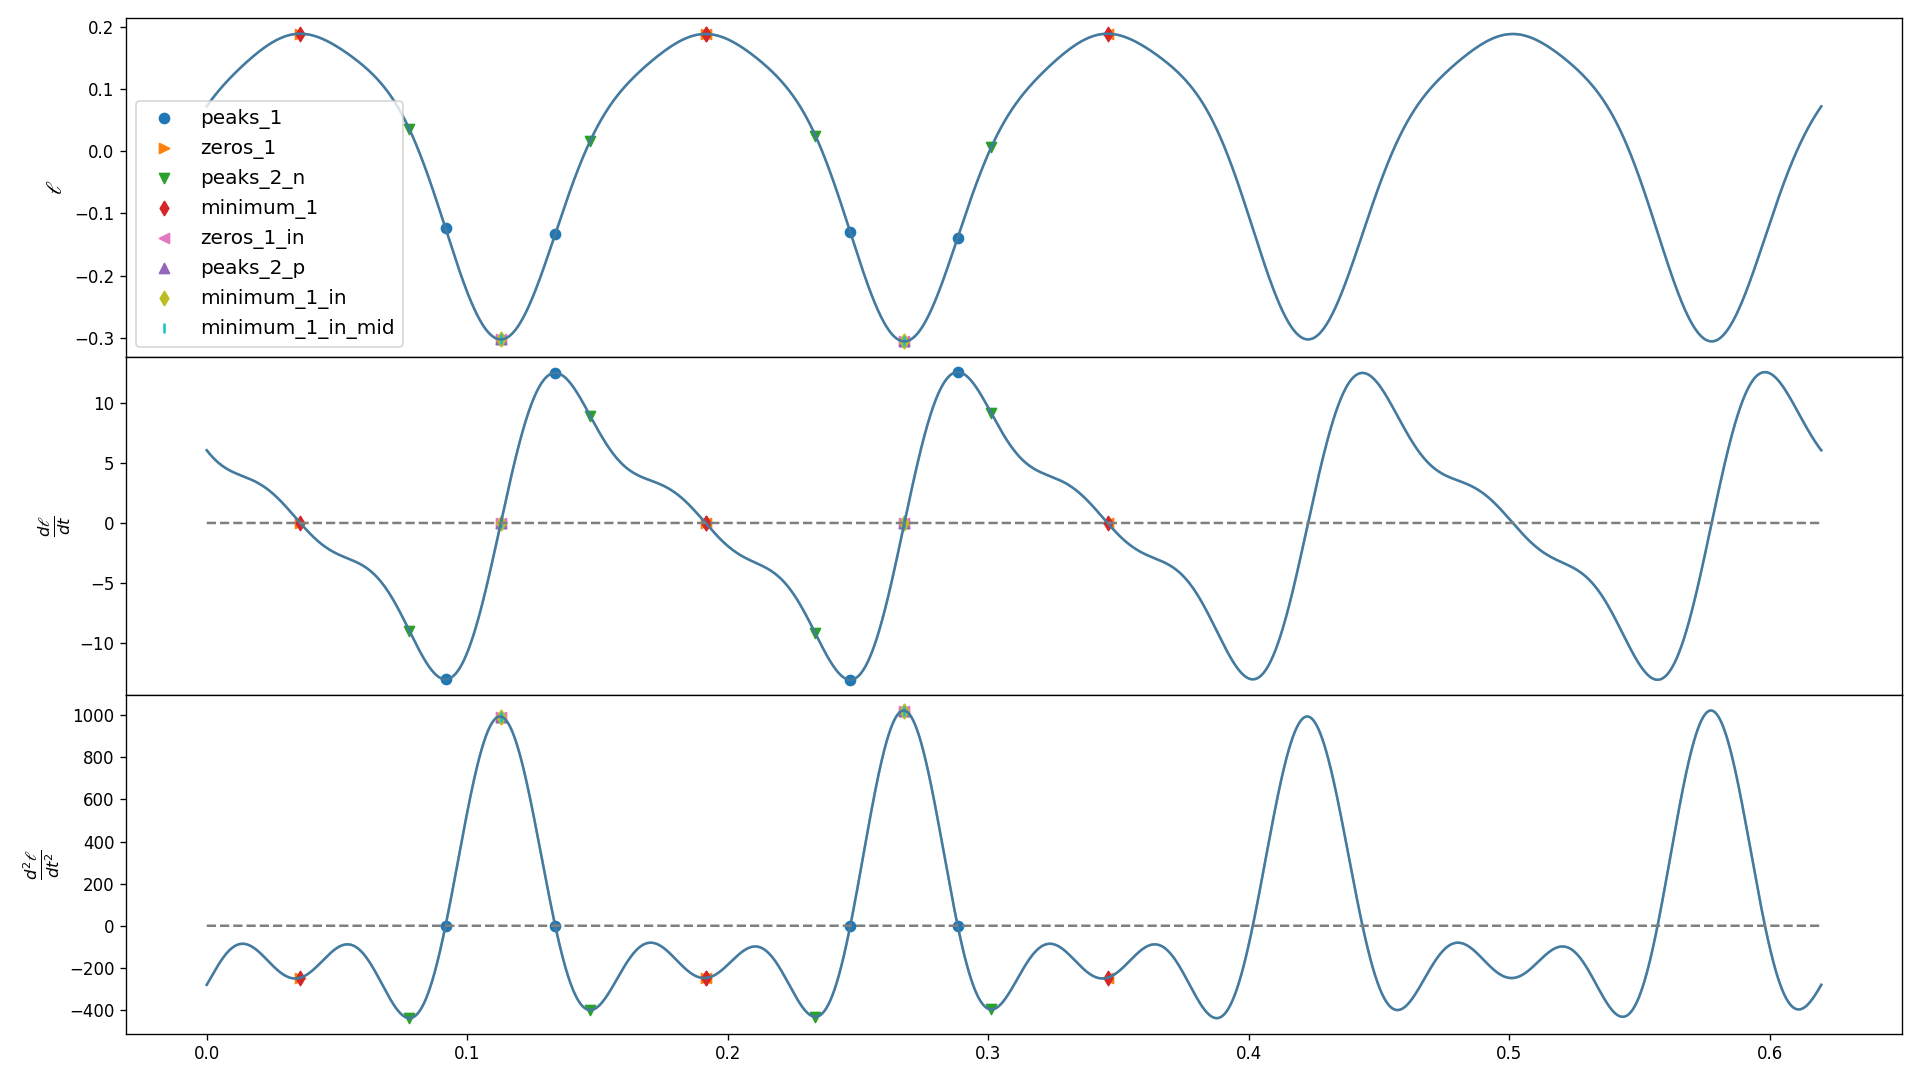 0.2
0.1
0.0
−0.1
−0.2
−0.3
ℓ
peaks_1
zeros_1
peaks_2_n
minimum_1
zeros_1_in
peaks_2_p
minimum_1_in
minimum_1_in_mid
10
5
0
−5
−10
dℓ
dt
1000
800
600
400
200
0
−200
−400
d²ℓ
dt²
0.0 0.1 0.2 0.3 0.4 0.5 0.6